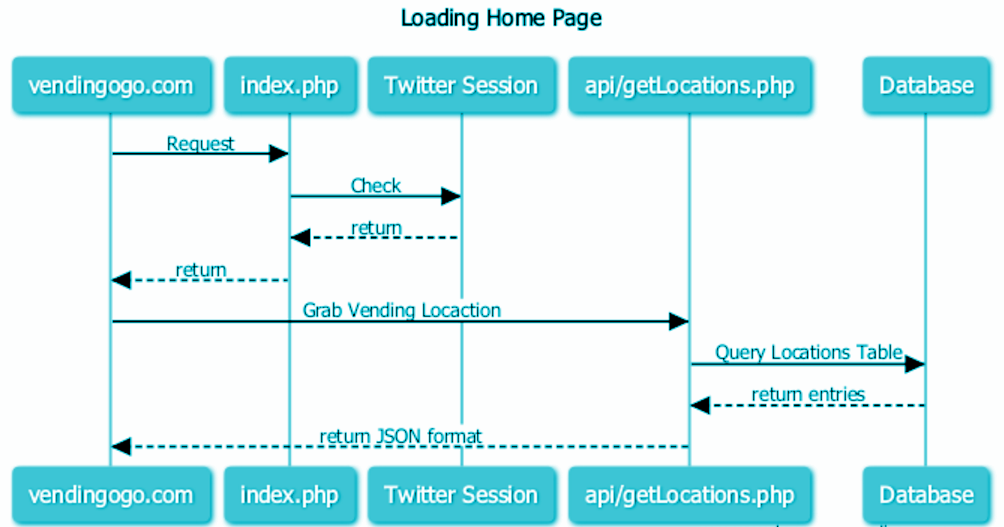 Loading Home Page
vendingogo.com index.php Twitter Session api/getLocations.php Database
Request
Check
return
return
Grab Vending Locaction
Query Locations Table
return entries
return JSON format
vendingogo.com index.php Twitter Session api/getLocations.php Database